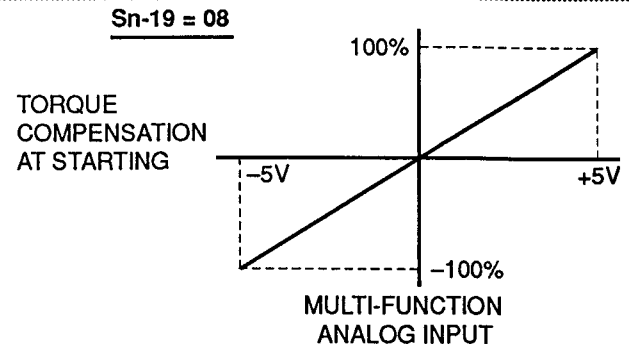 Sn-19 = 08
100%
TORQUE
COMPENSATION
AT STARTING
–5V
+5V
–100%
MULTI-FUNCTION
ANALOG INPUT